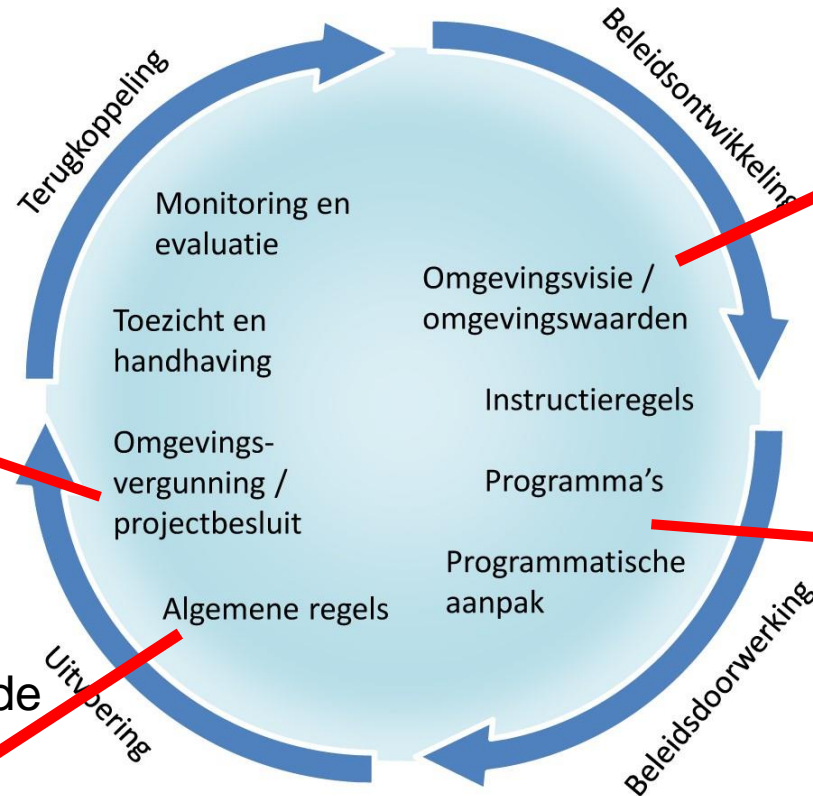 Terugkoppeling
Beleidsontwikkeling
Monitoring en
evaluatie
Omgevingsvisie /
omgevingswaarden
Toezicht en
handhaving
Instructieregels
Omgevings-
vergunning /
projectbesluit
Programma’s
Programmatische
aanpak
Algemene regels
de
Uitvoering
Beleidsdoorwerking